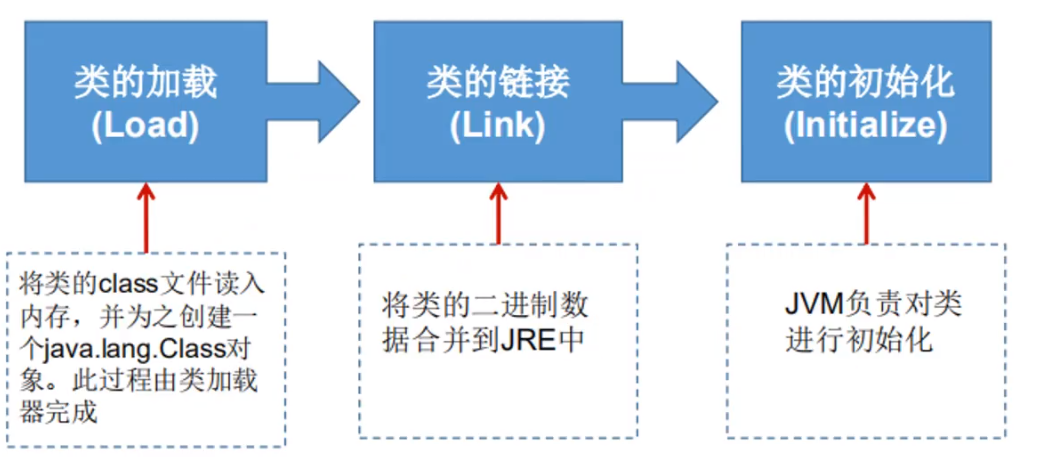 类的加载
(Load)
类的链接
(Link)
类的初始化
(Initialize)
将类的class文件读入
内存，并为之创建一
个java.lang.Class对
象。此过程由类加载
器完成
将类的二进制数
据合并到JRE中
JVM负责对类
进行初始化